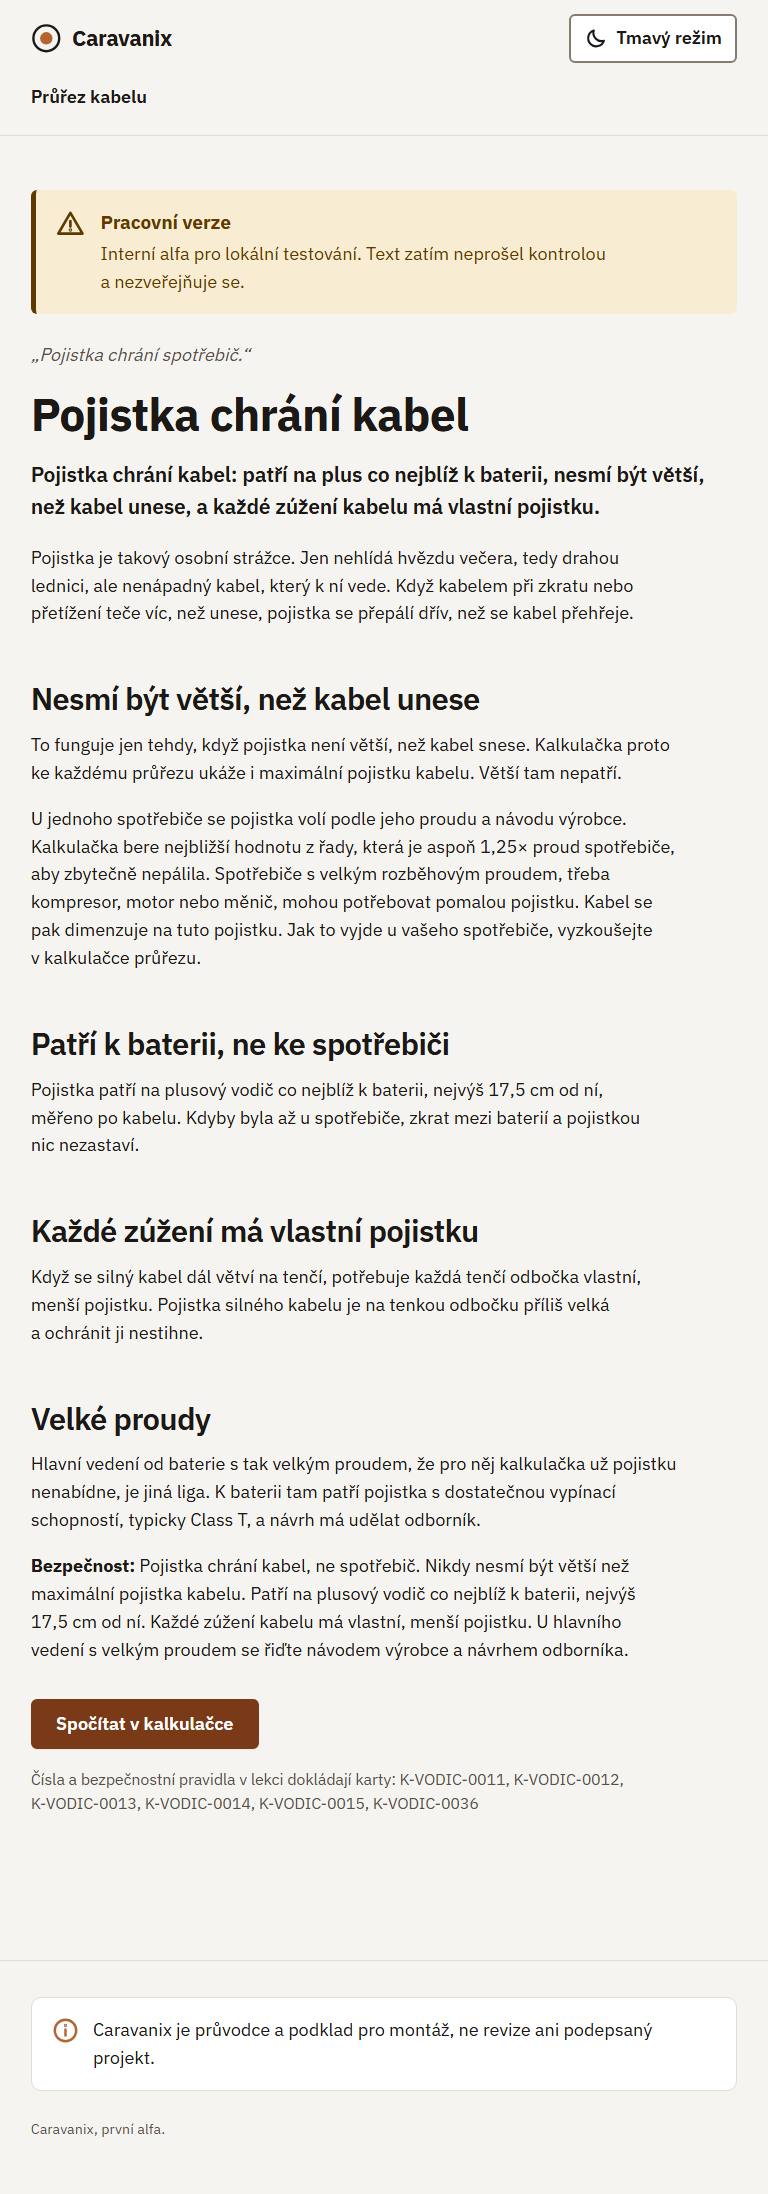 Caravanix
Tmavý režim
Průřez kabelu
Pracovní verze
Interní alfa pro lokální testování. Text zatím neprošel kontrolou
a nezveřejňuje se.
„Pojistka chrání spotřebič.“
Pojistka chrání kabel
Pojistka chrání kabel: patří na plus co nejblíž k baterii, nesmí být větší,
než kabel unese, a každé zúžení kabelu má vlastní pojistku.
Pojistka je takový osobní strážce. Jen nehlídá hvězdu večera, tedy drahou
lednici, ale nenápadný kabel, který k ní vede. Když kabelem při zkratu nebo
přetížení teče víc, než unese, pojistka se přepálí dřív, než se kabel přehřeje.
Nesmí být větší, než kabel unese
To funguje jen tehdy, když pojistka není větší, než kabel snese. Kalkulačka proto
ke každému průřezu ukáže i maximální pojistku kabelu. Větší tam nepatří.
U jednoho spotřebiče se pojistka volí podle jeho proudu a návodu výrobce.
Kalkulačka bere nejbližší hodnotu z řady, která je aspoň 1,25× proud spotřebiče,
aby zbytečně nepálila. Spotřebiče s velkým rozběhovým proudem, třeba
kompresor, motor nebo měnič, mohou potřebovat pomalou pojistku. Kabel se
pak dimenzuje na tuto pojistku. Jak to vyjde u vašeho spotřebiče, vyzkoušejte
v kalkulačce průřezu.
Patří k baterii, ne ke spotřebiči
Pojistka patří na plusový vodič co nejblíž k baterii, nejvýš 17,5 cm od ní,
měřeno po kabelu. Kdyby byla až u spotřebiče, zkrat mezi baterií a pojistkou
nic nezastaví.
Každé zúžení má vlastní pojistku
Když se silný kabel dál větví na tenčí, potřebuje každá tenčí odbočka vlastní,
menší pojistku. Pojistka silného kabelu je na tenkou odbočku příliš velká
a ochránit ji nestihne.
Velké proudy
Hlavní vedení od baterie s tak velkým proudem, že pro něj kalkulačka už pojistku
nenabídne, je jiná liga. K baterii tam patří pojistka s dostatečnou vypínací
schopností, typicky Class T, a návrh má udělat odborník.
Bezpečnost: Pojistka chrání kabel, ne spotřebič. Nikdy nesmí být větší než
maximální pojistka kabelu. Patří na plusový vodič co nejblíž k baterii, nejvýš
17,5 cm od ní. Každé zúžení kabelu má vlastní, menší pojistku. U hlavního
vedení s velkým proudem se řiďte návodem výrobce a návrhem odborníka.
Spočítat v kalkulačce
Čísla a bezpečnostní pravidla v lekci dokládají karty: K-VODIC-0011, K-VODIC-0012,
K-VODIC-0013, K-VODIC-0014, K-VODIC-0015, K-VODIC-0036
Caravanix je průvodce a podklad pro montáž, ne revize ani podepsaný
projekt.
Caravanix, první alfa.